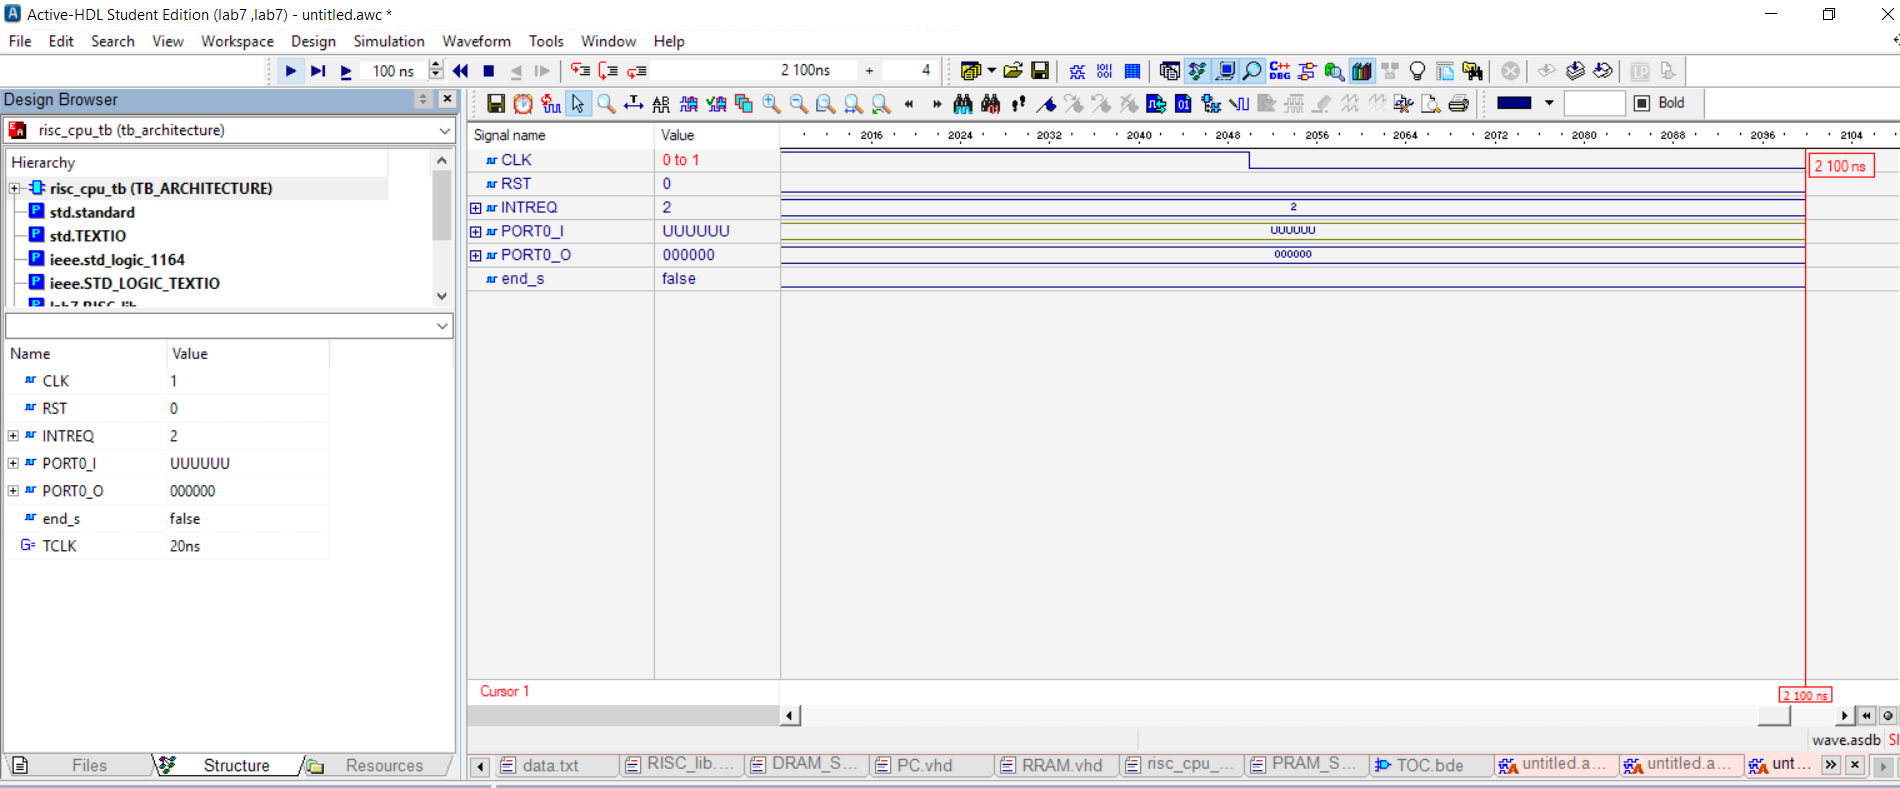 Active-HDL Student Edition (lab7 ,lab7) - untitled.awc *
File Edit Search View Workspace Design Simulation Waveform Tools Window Help
100 ns 2 100ns + 4
C++ DBG
Design Browser
Bold
risc_cpu_tb (tb_architecture)
Signal name Value 2016 2024 2032 2040 2048 2056 2064 2072 2080 2088 2096 2104
Hierarchy
CLK 0 to 1
2 100 ns
risc_cpu_tb (TB_ARCHITECTURE)
RST 0
std.standard
INTREQ 2 2
std.TEXTIO
PORT0_I UUUUUU UUUUUU
ieee.std_logic_1164
PORT0_O 000000 000000
ieee.STD_LOGIC_TEXTIO
end_s false
lab7.RISC_lib
Name Value
CLK 1
RST 0
INTREQ 2
PORT0_I UUUUUU
PORT0_O 000000
end_s false
TCLK 20ns
Cursor 1
2 100 ns
wave.asdb
Files Structure Resources
data.txt RISC_lib.... DRAM_S... PC.vhd RRAM.vhd risc_cpu_... PRAM_S... TOC.bde untitled.a... untitled.a... unt...